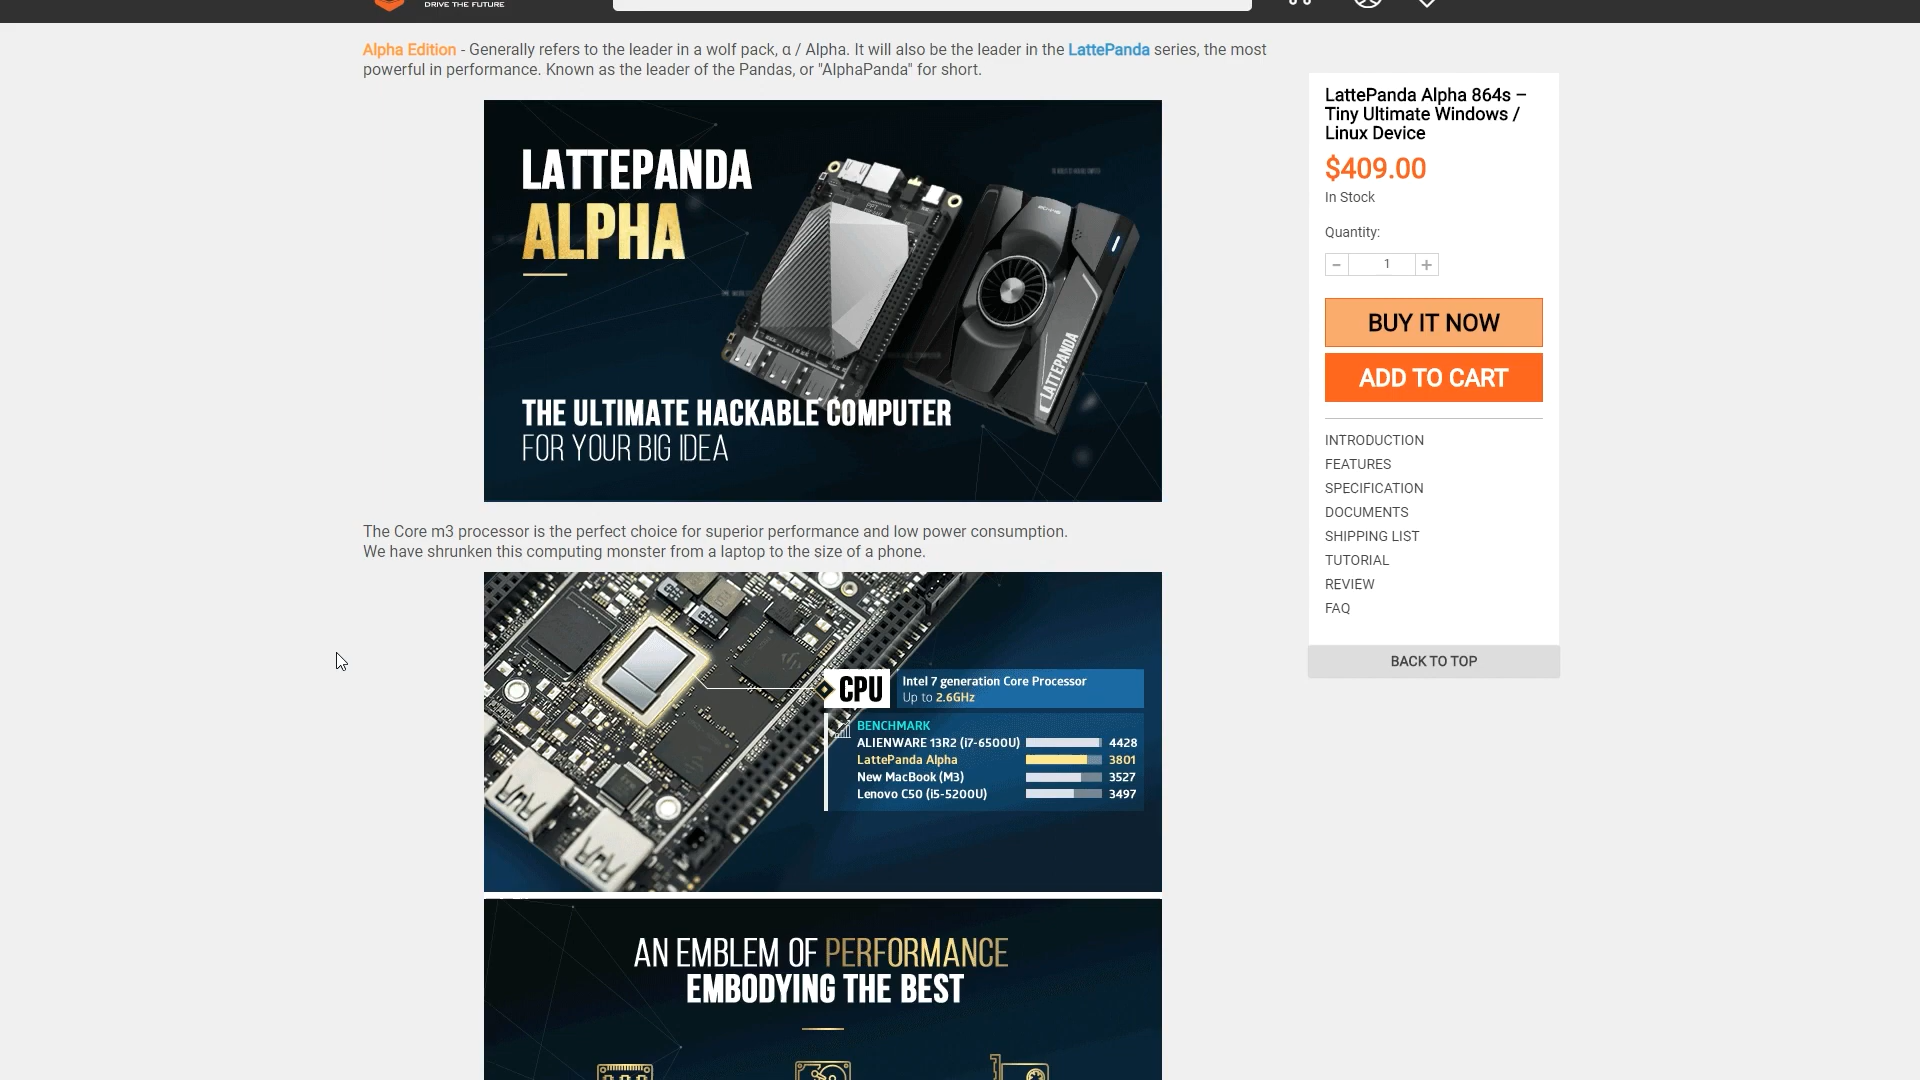 DRIVE THE FUTURE
Alpha Edition - Generally refers to the leader in a wolf pack, α / Alpha. It will also be the leader in the LattePanda series, the most
powerful in performance. Known as the leader of the Pandas, or "AlphaPanda" for short.
LATTEPANDA
ALPHA
LATTEPANDA
THE ULTIMATE HACKABLE COMPUTER
FOR YOUR BIG IDEA
The Core m3 processor is the perfect choice for superior performance and low power consumption.
We have shrunken this computing monster from a laptop to the size of a phone.
CPU
Intel 7 generation Core Processor
Up to 2.6GHz
BENCHMARK
ALIENWARE 13R2 (i7-6500U) 4428
LattePanda Alpha 3801
New MacBook (M3) 3527
Lenovo C50 (i5-5200U) 3497
AN EMBLEM OF PERFORMANCE
EMBODYING THE BEST
LattePanda Alpha 864s –
Tiny Ultimate Windows /
Linux Device
$409.00
In Stock
Quantity:
- 1 +
BUY IT NOW
ADD TO CART
INTRODUCTION
FEATURES
SPECIFICATION
DOCUMENTS
SHIPPING LIST
TUTORIAL
REVIEW
FAQ
BACK TO TOP